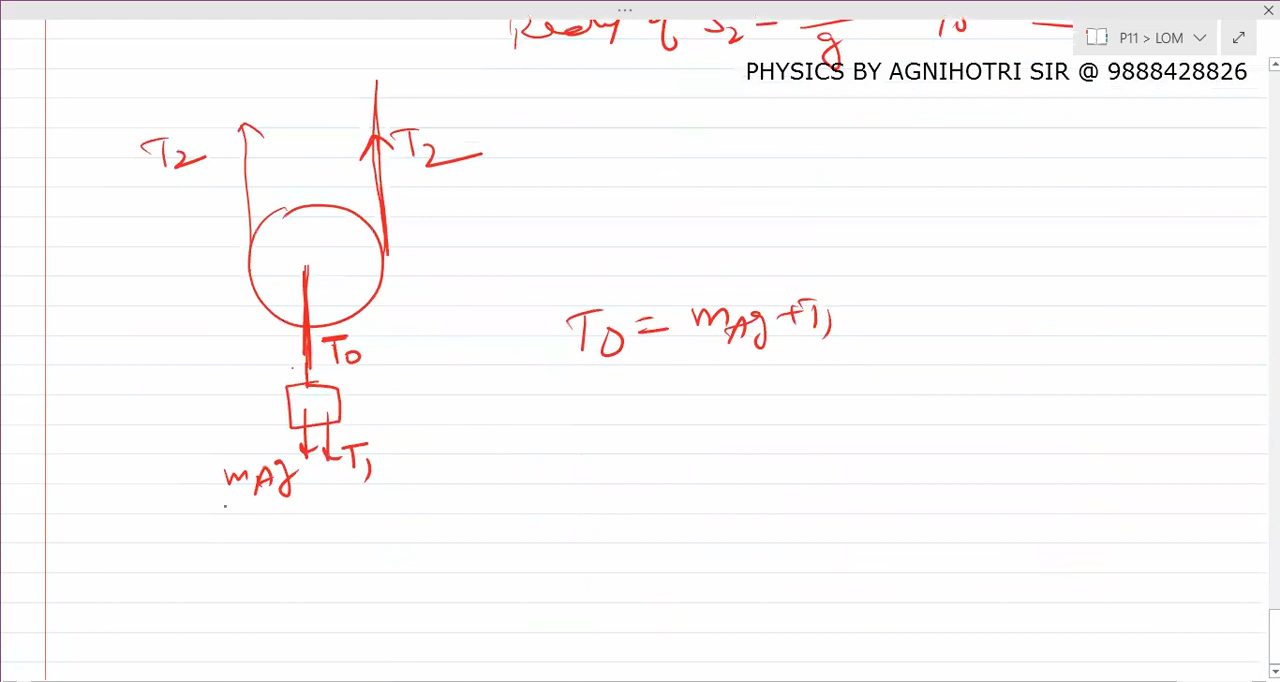 P11 > LOM
PHYSICS BY AGNIHOTRI SIR @ 9888428826
T2
T2
T0 = mAg + T1
T0
T1
mAg